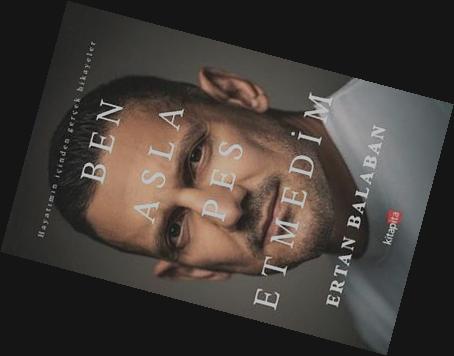 Hayatımın içinden gerçek hikayeler
BEN
ASLA
PES
ETMEDİM
ERTAN BALABAN
kitapita